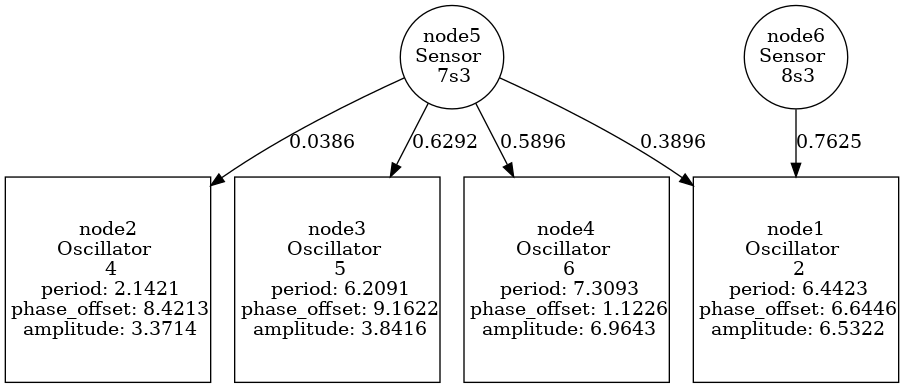 node5
Sensor
7s3
node6
Sensor
8s3
0.0386
0.6292
0.5896
0.3896
0.7625
node2
Oscillator
4
period: 2.1421
phase_offset: 8.4213
amplitude: 3.3714
node3
Oscillator
5
period: 6.2091
phase_offset: 9.1622
amplitude: 3.8416
node4
Oscillator
6
period: 7.3093
phase_offset: 1.1226
amplitude: 6.9643
node1
Oscillator
2
period: 6.4423
phase_offset: 6.6446
amplitude: 6.5322